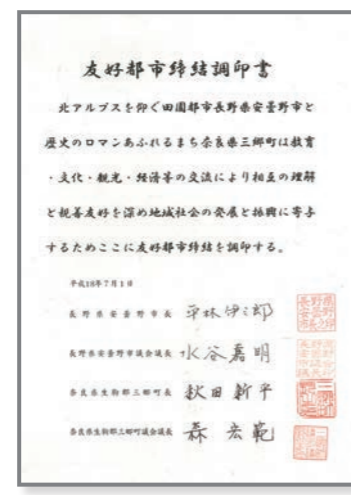 友好都市締結調印書
北アルプスを仰ぐ田園都市長野県安曇野市と
歴史のロマンあふれるまち奈良県三郷町は教育
・文化・観光・経済等の交流により相互の理解
と親善友好を深め地域社会の発展と振興に寄与
するためここに友好都市締結を調印する。
平成18年7月1日
長野県安曇野市長 平林伊三郎
長野県安曇野市議会議長 水谷嘉明
奈良県生駒郡三郷町長 秋田新平
奈良県生駒郡三郷町議会議長 森宏範